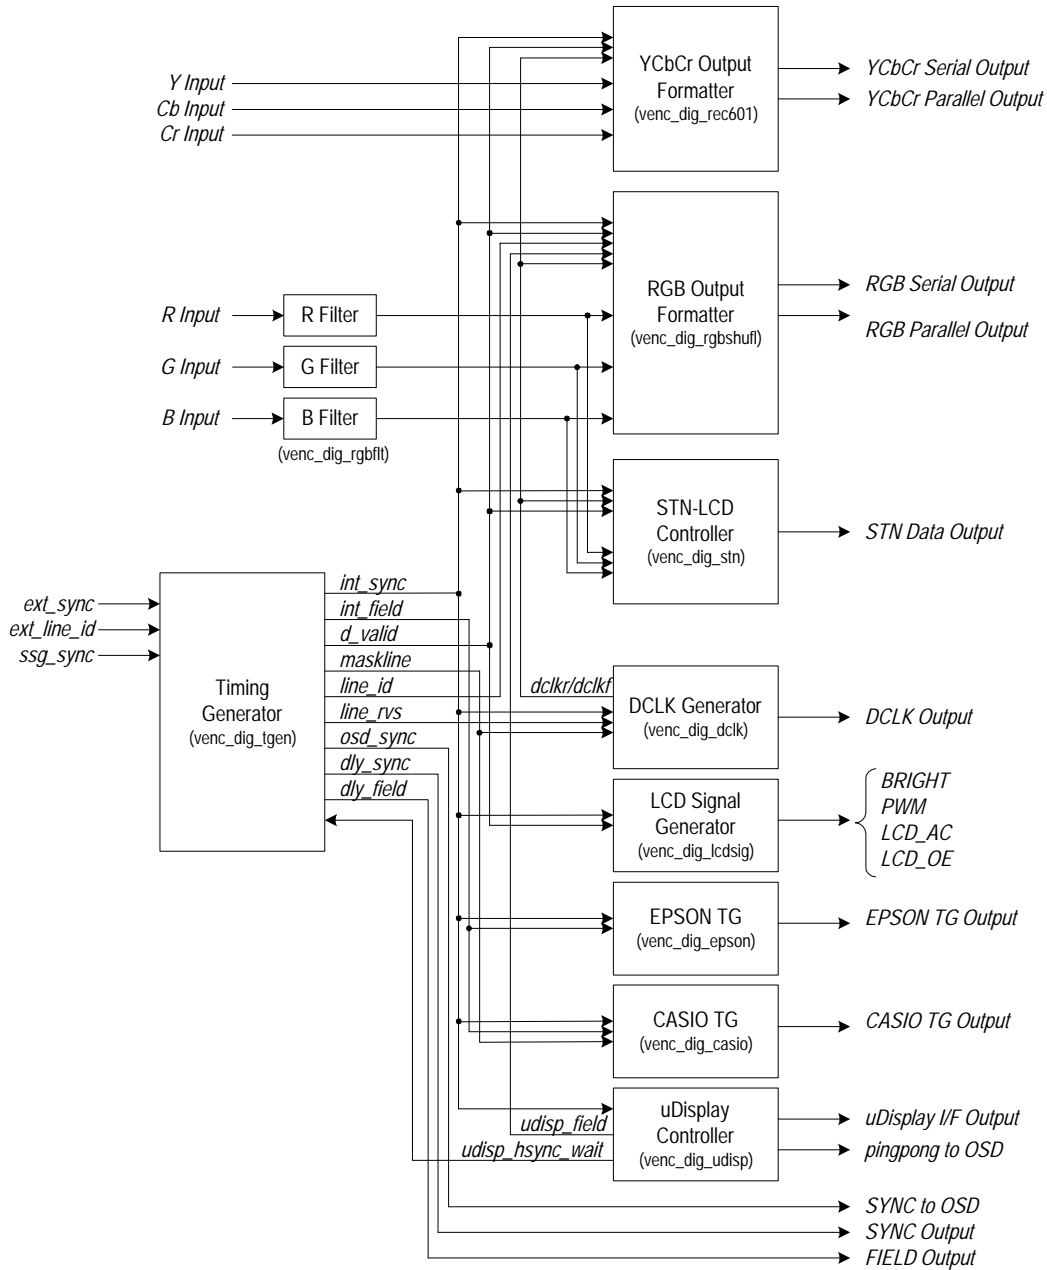 YCbCr Output
Formatter
(venc_dig_rec601)
Y Input
Cb Input
Cr Input
YCbCr Serial Output
YCbCr Parallel Output
RGB Output
Formatter
(venc_dig_rgbshufl)
RGB Serial Output
RGB Parallel Output
R Input
R Filter
G Input
G Filter
B Input
B Filter
(venc_dig_rgbflt)
STN-LCD
Controller
(venc_dig_stn)
STN Data Output
ext_sync
ext_line_id
ssg_sync
Timing
Generator
(venc_dig_tgen)
int_sync
int_field
d_valid
maskline
line_id
line_rvs
osd_sync
dly_sync
dly_field
dclkr/dclkf
DCLK Generator
(venc_dig_dclk)
DCLK Output
LCD Signal
Generator
(venc_dig_lcdsig)
BRIGHT
PWM
LCD_AC
LCD_OE
EPSON TG
(venc_dig_epson)
EPSON TG Output
CASIO TG
(venc_dig_casio)
CASIO TG Output
udisp_field
udisp_hsync_wait
uDisplay
Controller
(venc_dig_udisp)
uDisplay I/F Output
pingpong to OSD
SYNC to OSD
SYNC Output
FIELD Output